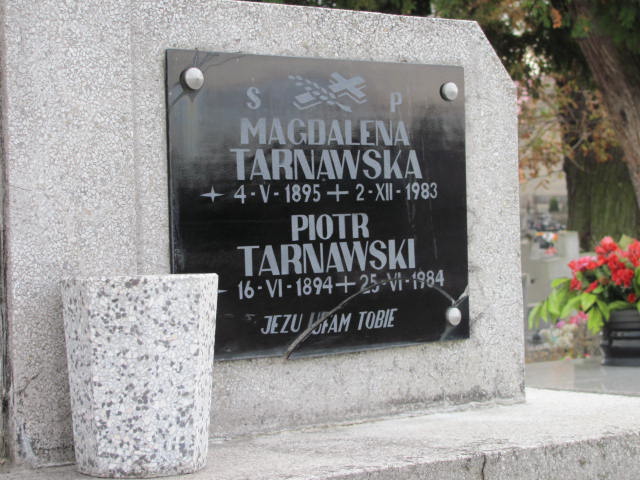 S P
MAGDALENA
TARNAWSKA
4-V-1895 + 2-XII-1983
PIOTR
TARNAWSKI
16-VI-1894 + 25-VI-1984
JEZU UFAM TOBIE